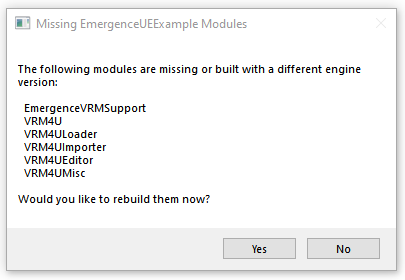 Missing EmergenceUEExample Modules
The following modules are missing or built with a different engine
version:
EmergenceVRMSupport
VRM4U
VRM4ULoader
VRM4UImporter
VRM4UEditor
VRM4UMisc
Would you like to rebuild them now?
Yes No